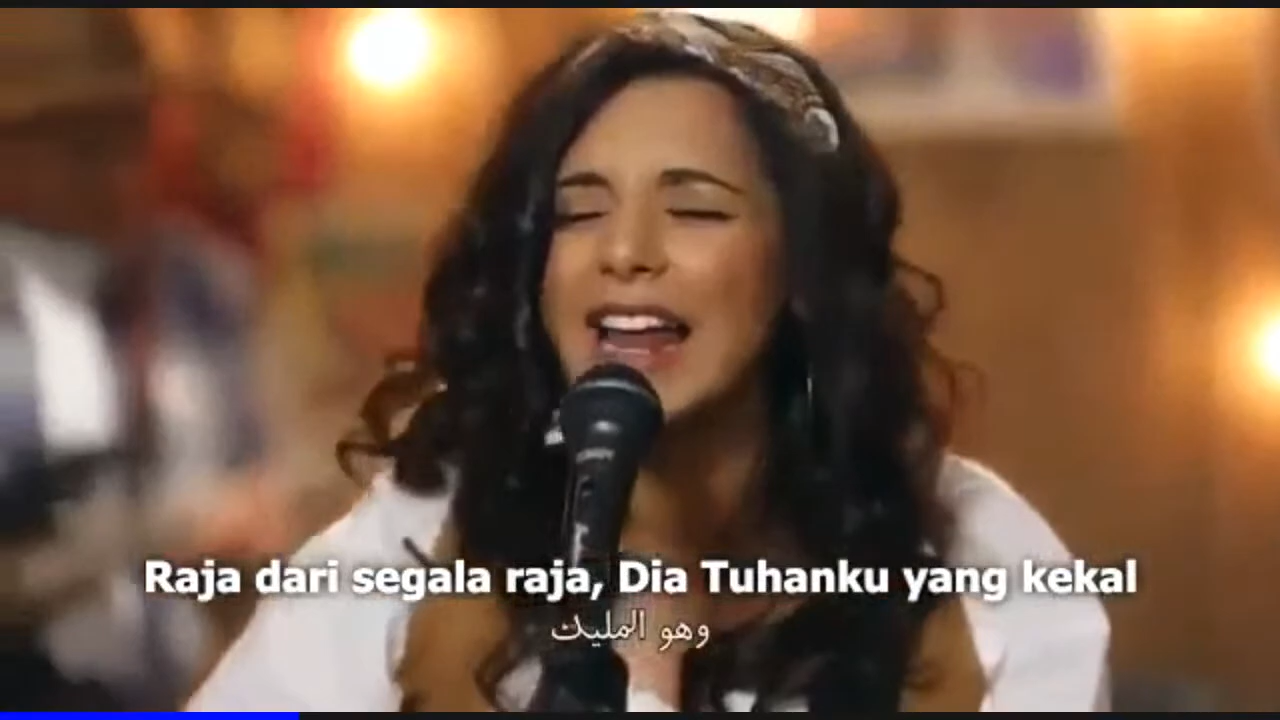 Raja dari segala raja, Dia Tuhanku yang kekal
وهو المليك